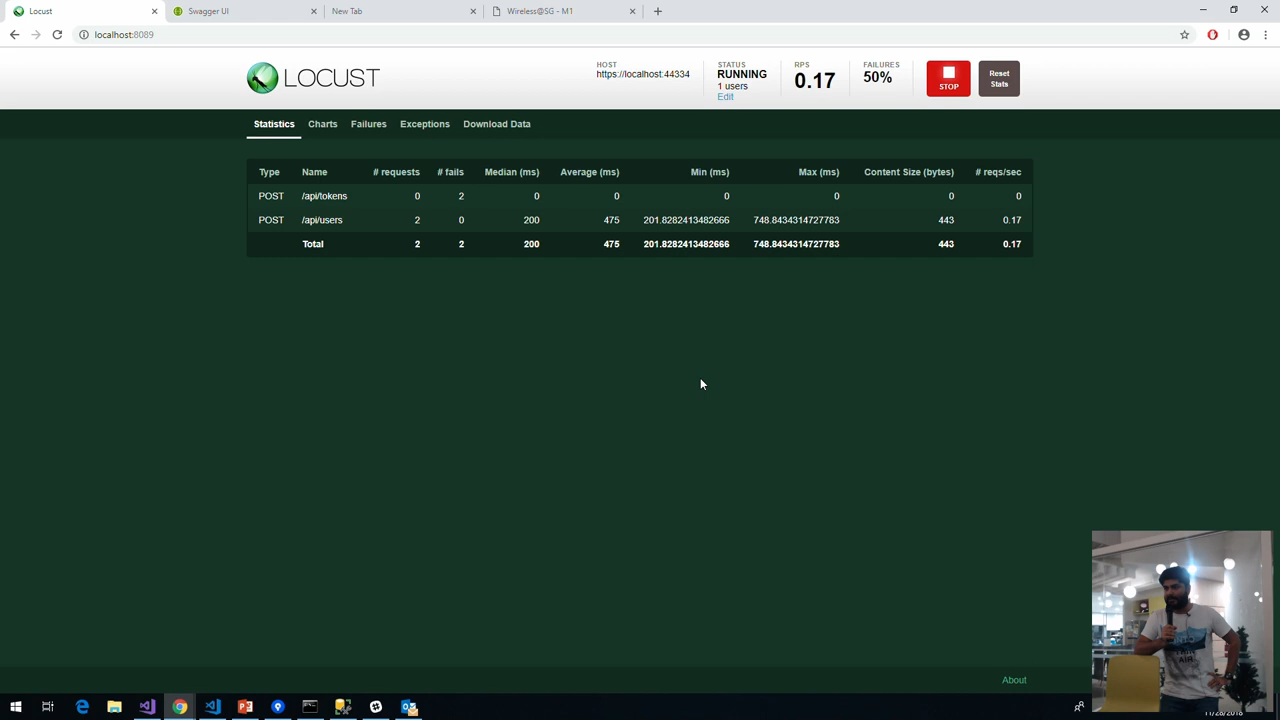 Locust
Swagger UI
New Tab
Wireless@SG - M1
localhost:8089
LOCUST
HOST
https://localhost:44334
STATUS
RUNNING
1 users
Edit
RPS
0.17
FAILURES
50%
STOP
Reset
Stats
Statistics Charts Failures Exceptions Download Data
Type Name # requests # fails Median (ms) Average (ms) Min (ms) Max (ms) Content Size (bytes) # reqs/sec
POST /api/tokens 0 2 0 0 0 0 0 0
POST /api/users 2 0 200 475 201.8282413482666 748.8434314727783 443 0.17
Total 2 2 200 475 201.8282413482666 748.8434314727783 443 0.17
About